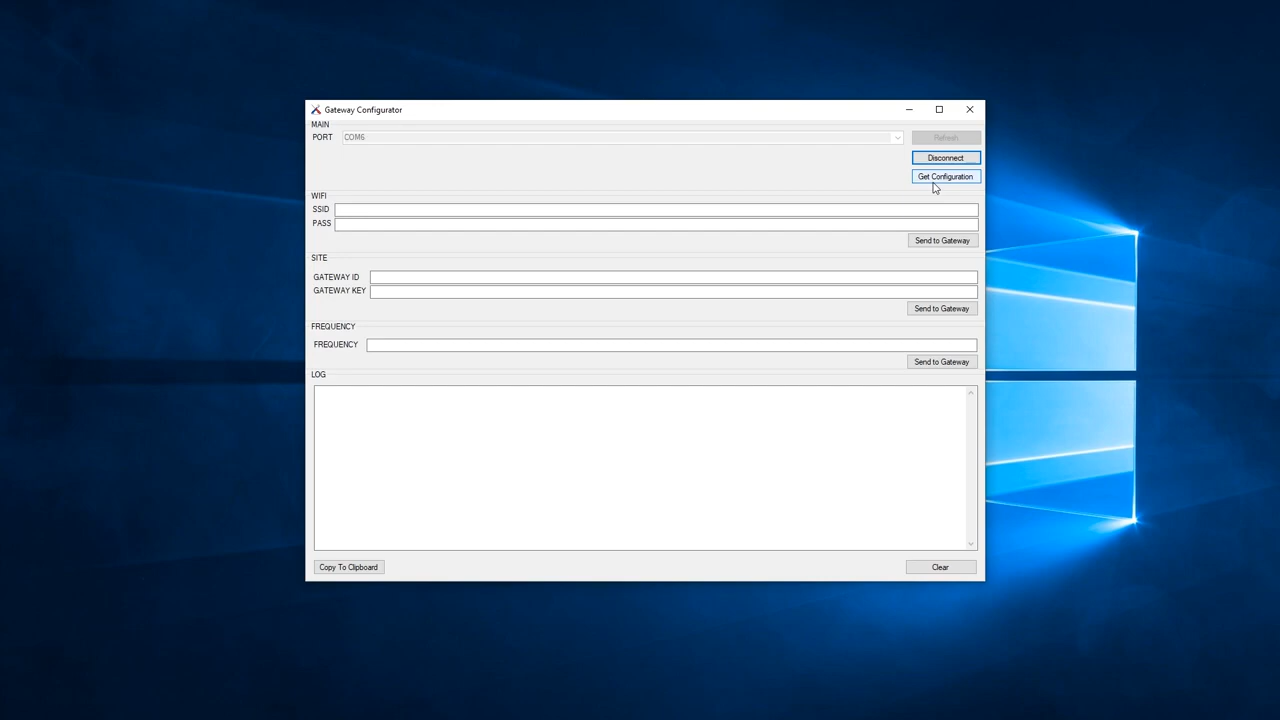 Gateway Configurator
MAIN
PORT COM6 Refresh
Disconnect
Get Configuration
WIFI
SSID
PASS
Send to Gateway
SITE
GATEWAY ID
GATEWAY KEY
Send to Gateway
FREQUENCY
FREQUENCY
Send to Gateway
LOG
Copy To Clipboard Clear